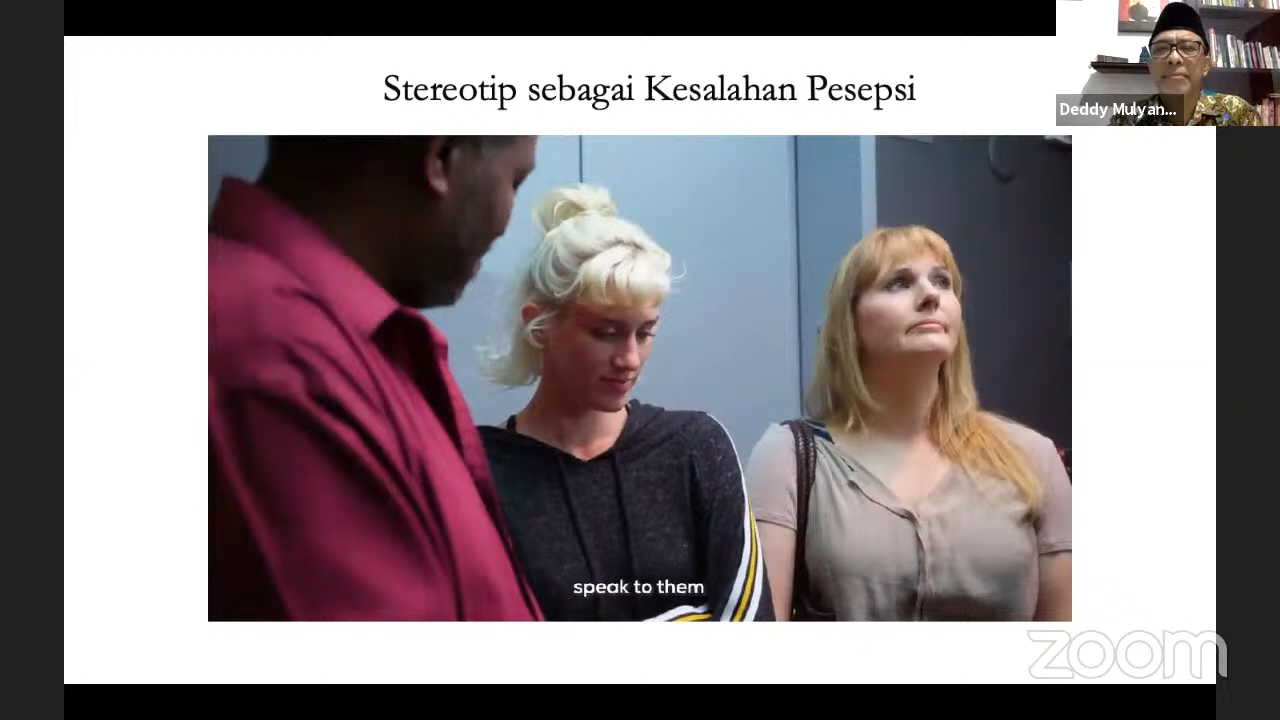 Stereotip sebagai Kesalahan Pesepsi
Deddy Mulyan...
speak to them
zoom